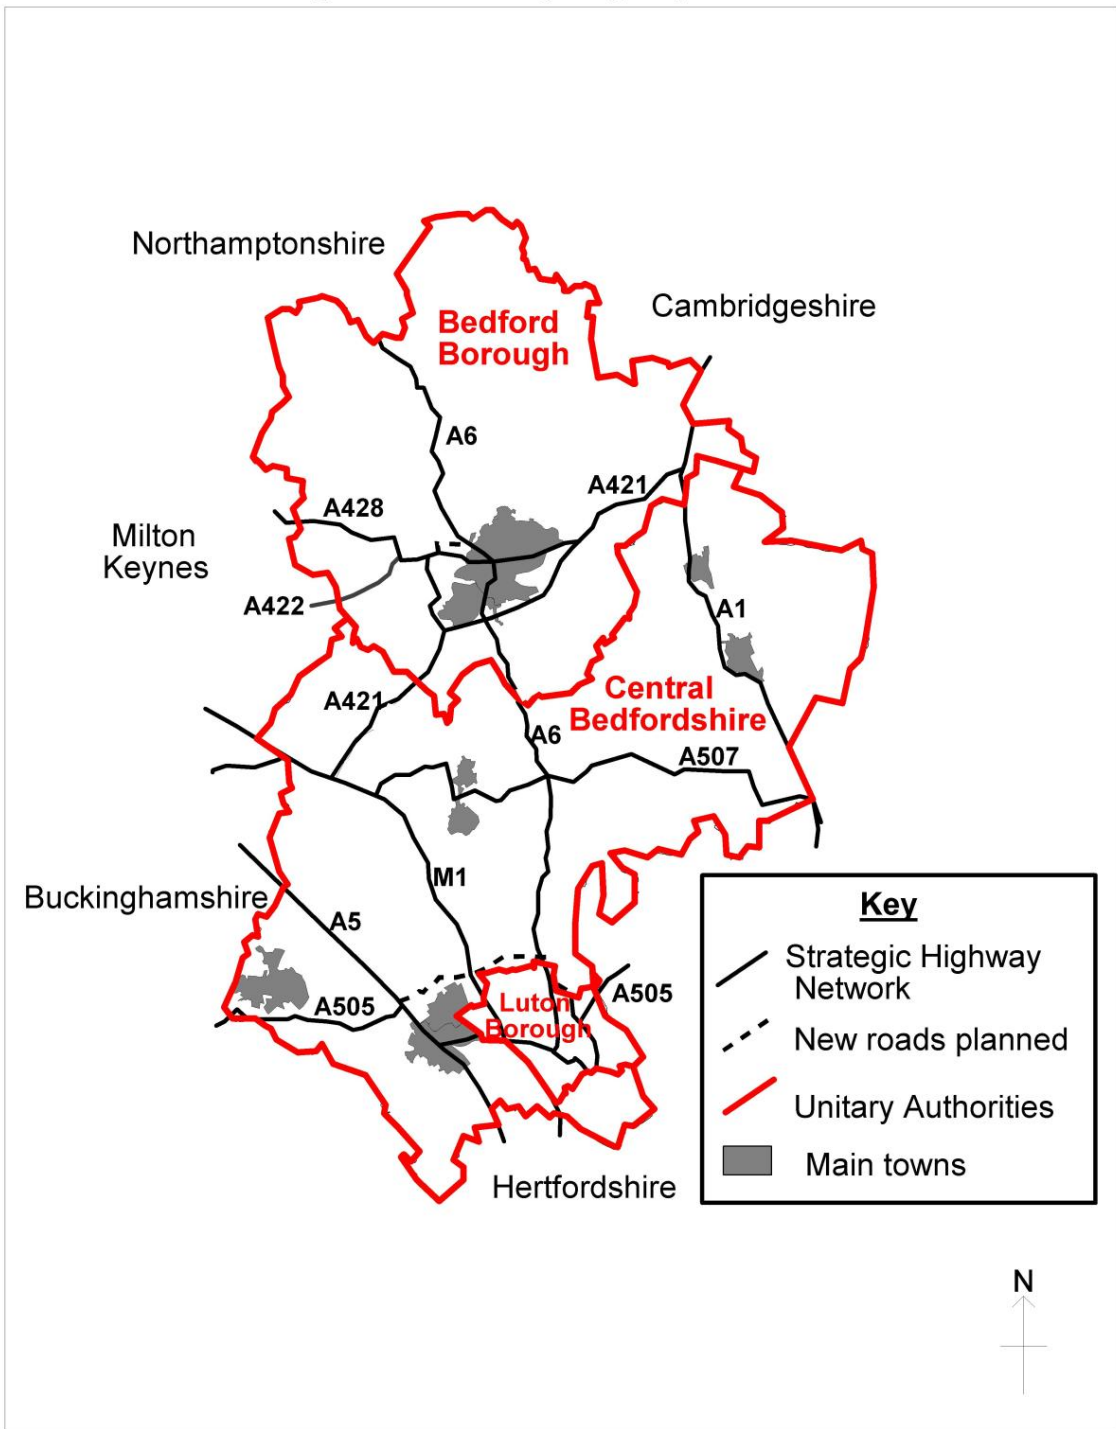 Northamptonshire
Cambridgeshire
Bedford
Borough
A6
A421
A428
Milton
Keynes
A422
A1
Central
Bedfordshire
A421
A6
A507
M1
Buckinghamshire
A5
A505
Luton
Borough
A505
Hertfordshire
Key
Strategic Highway
Network
New roads planned
Unitary Authorities
Main towns
N